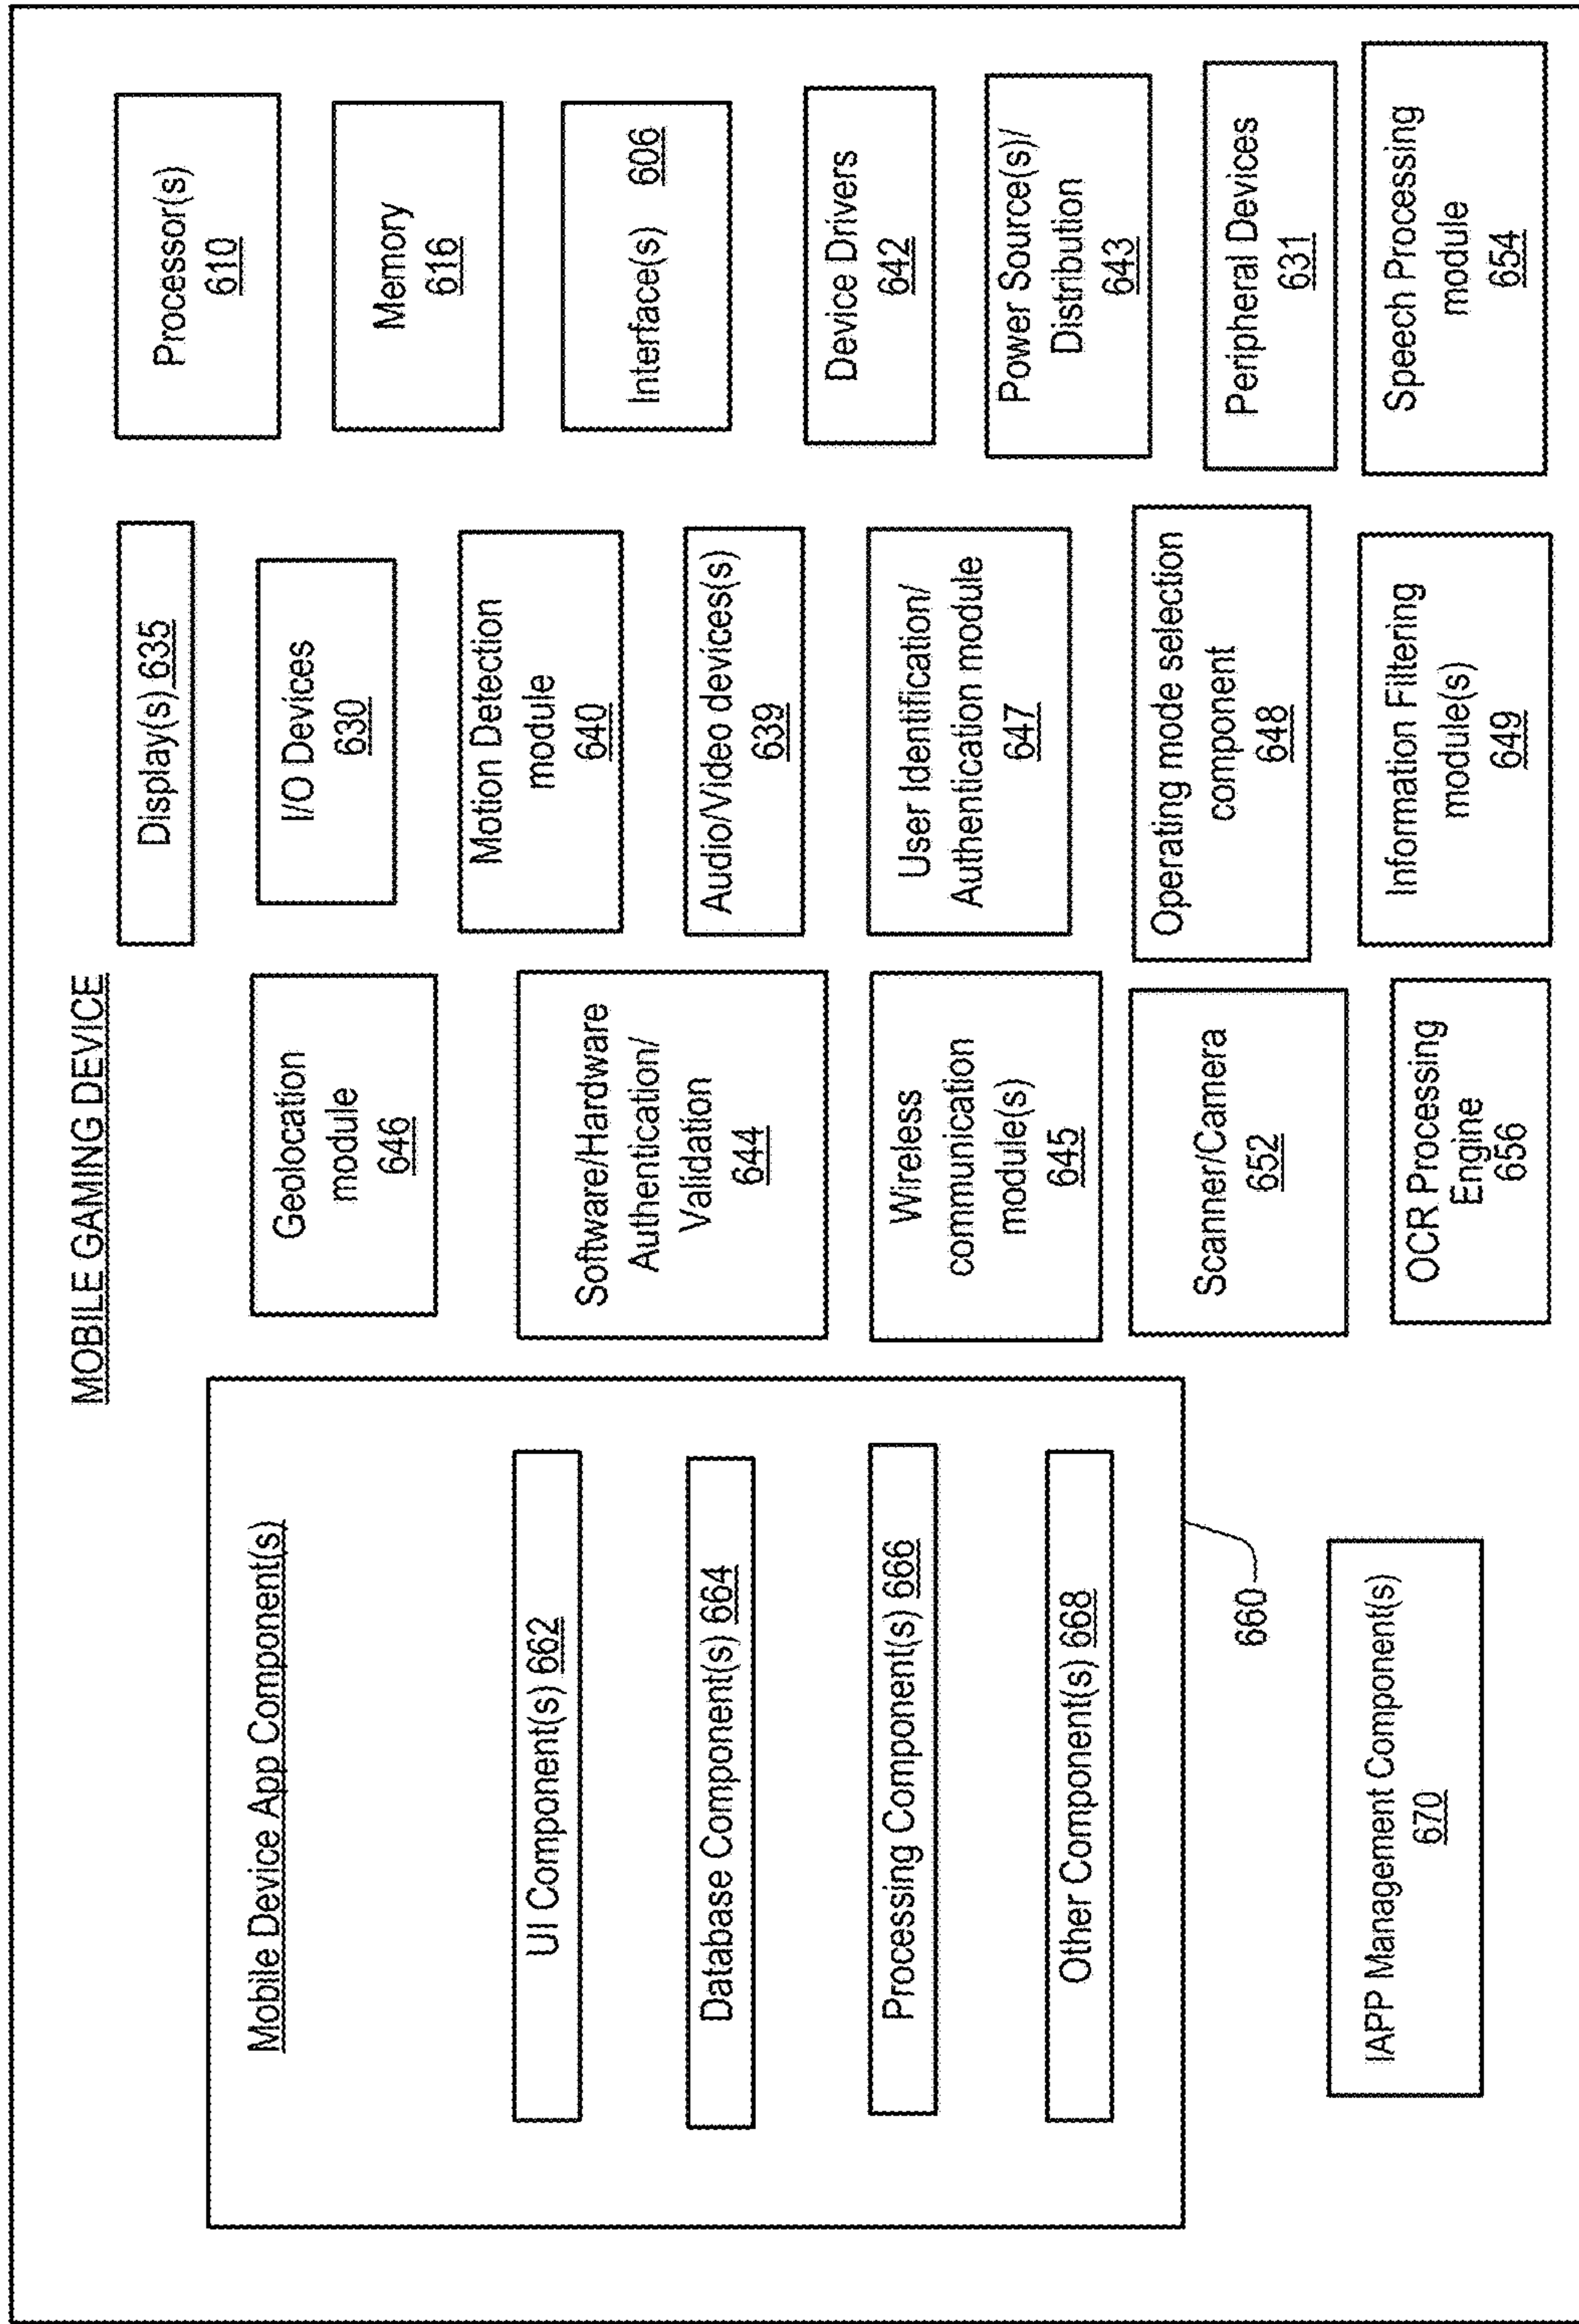 MOBILE GAMING DEVICE
Mobile Device App Component(s)
UI Component(s) 662
Database Component(s) 664
Processing Component(s) 666
Other Component(s) 668
660
IAPP Management Component(s)
670
Geolocation
module
646
Software/Hardware
Authentication/
Validation
644
Wireless
communication
module(s)
645
Scanner/Camera
652
OCR Processing
Engine
656
Display(s) 635
I/O Devices
630
Motion Detection
module
640
Audio/Video devices(s)
639
User Identification/
Authentication module
647
Operating mode selection
component
648
Information Filtering
module(s)
649
Processor(s)
610
Memory
616
Interface(s) 606
Device Drivers
642
Power Source(s)/
Distribution
643
Peripheral Devices
631
Speech Processing
module
654